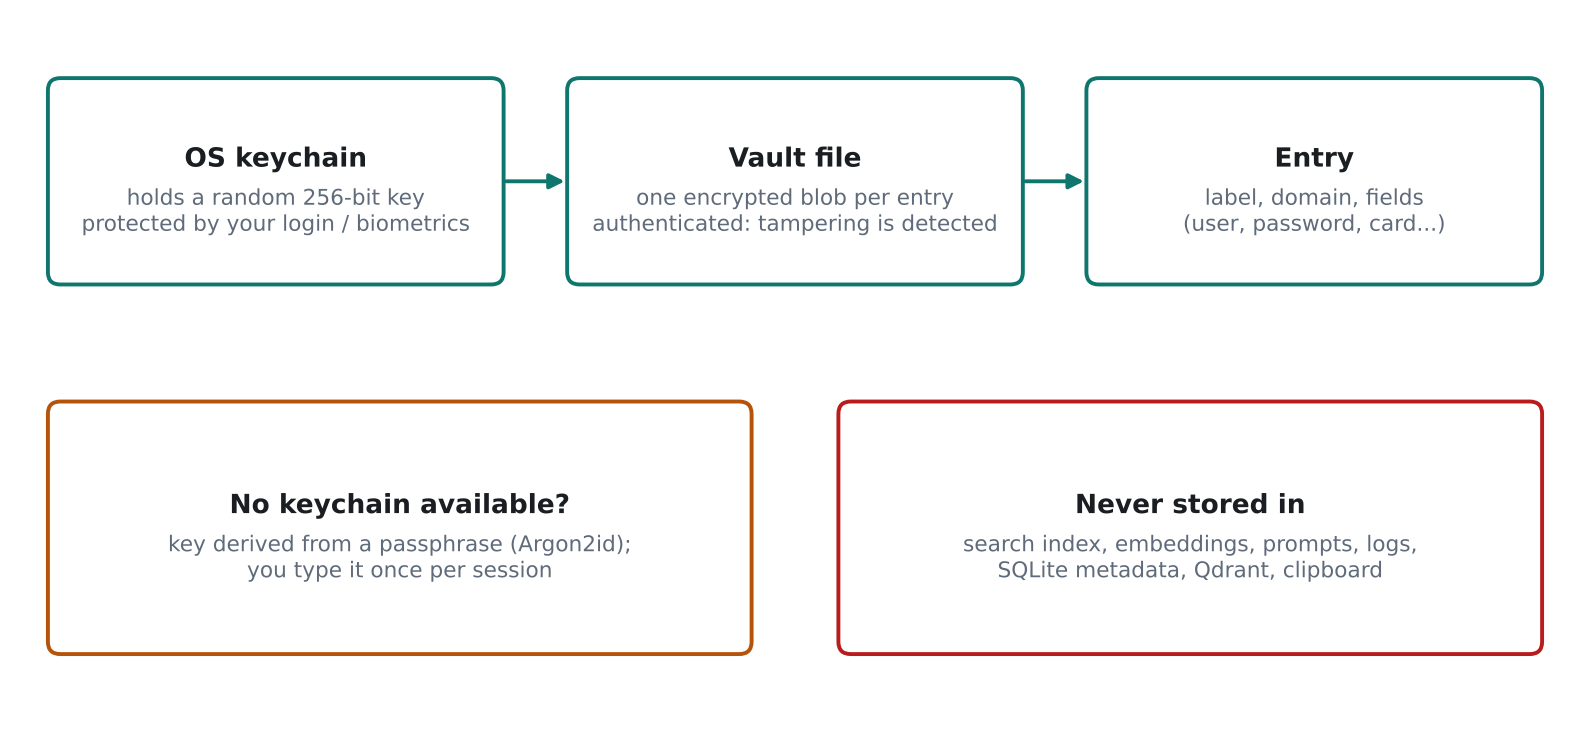 OS keychain
holds a random 256-bit key
protected by your login / biometrics
Vault file
one encrypted blob per entry
authenticated: tampering is detected
Entry
label, domain, fields
(user, password, card...)
No keychain available?
key derived from a passphrase (Argon2id);
you type it once per session
Never stored in
search index, embeddings, prompts, logs,
SQLite metadata, Qdrant, clipboard